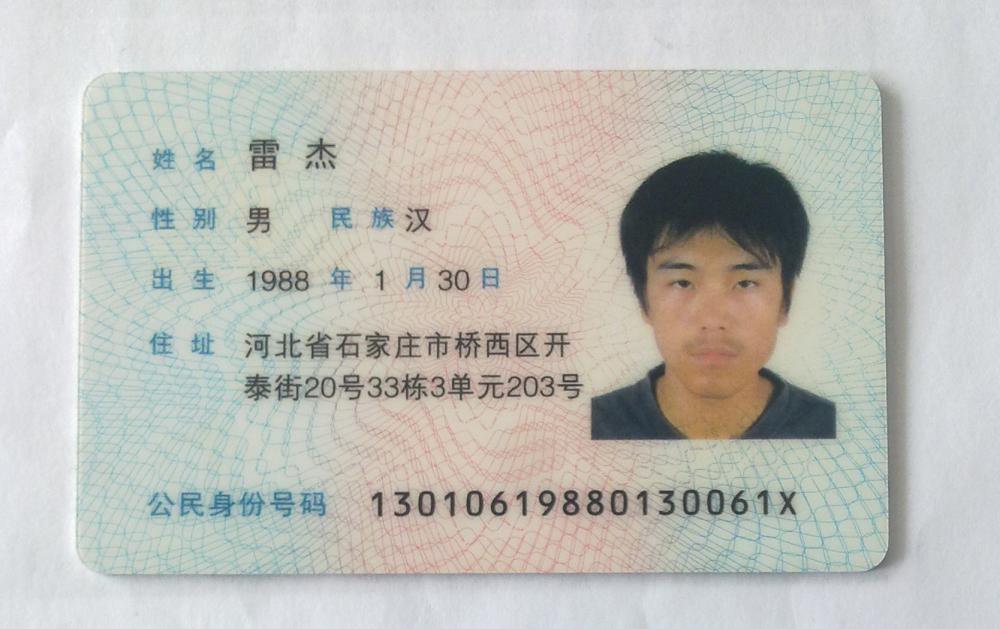 姓名 雷杰
性别 男 民族 汉
出生 1988 年 1 月 30 日
住址 河北省石家庄市桥西区开
泰街20号33栋3单元203号
公民身份号码 13010619880130061X